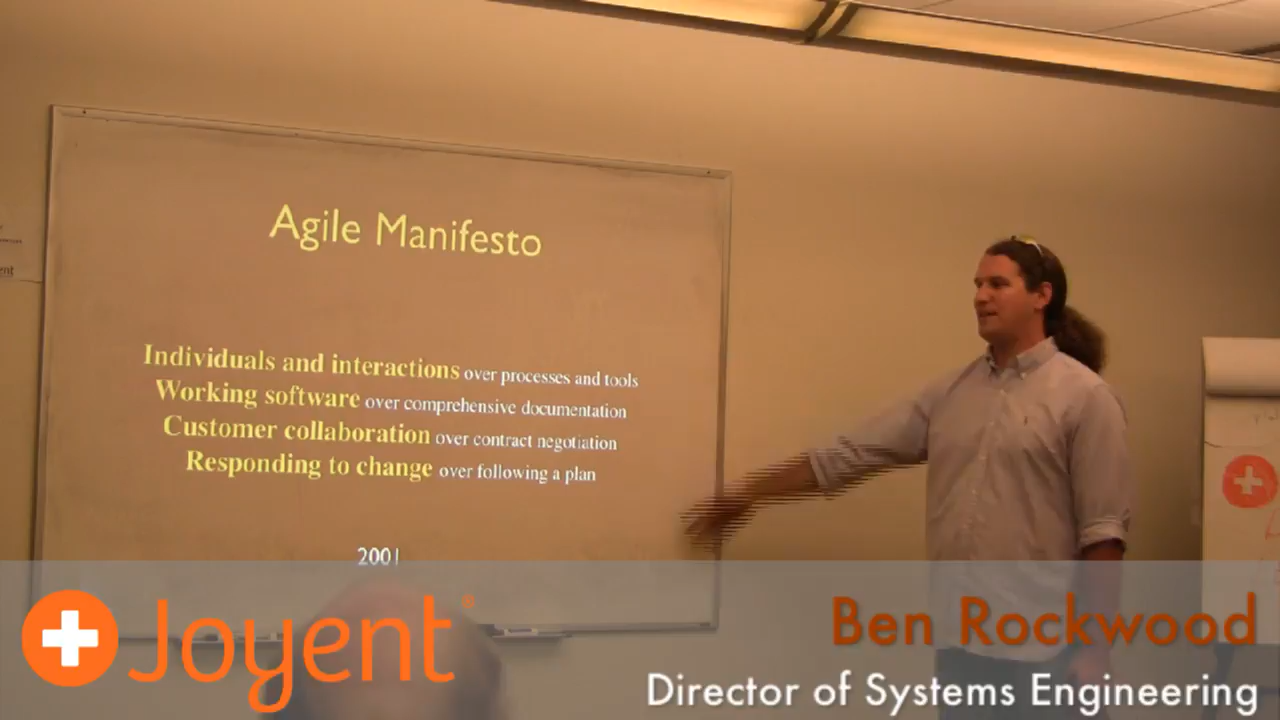 Agile Manifesto
Individuals and interactions over processes and tools
Working software over comprehensive documentation
Customer collaboration over contract negotiation
Responding to change over following a plan
2001
Joyent®
Ben Rockwood
Director of Systems Engineering